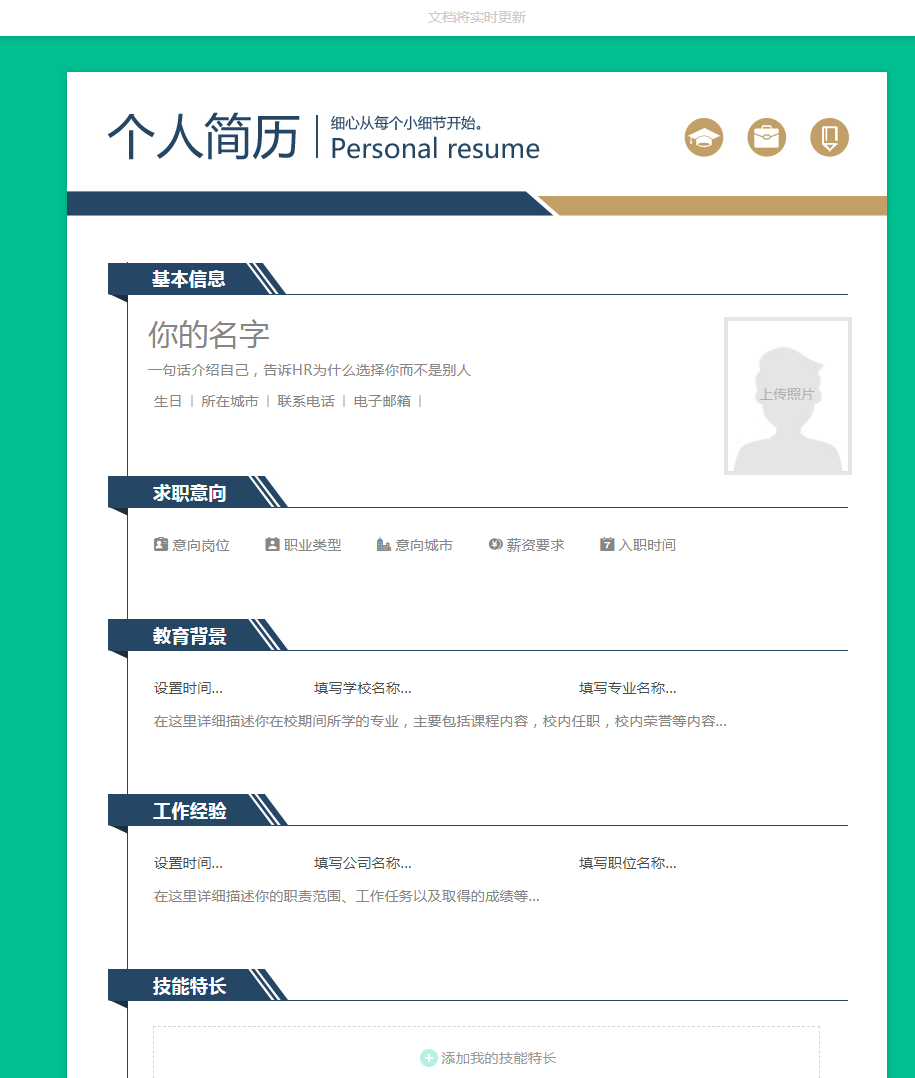 文档将实时更新
个人简历
细心从每个小细节开始。
Personal resume
基本信息
你的名字
一句话介绍自己，告诉HR为什么选择你而不是别人
生日 | 所在城市 | 联系电话 | 电子邮箱 |
上传照片
求职意向
意向岗位 职业类型 意向城市 薪资要求 7 入职时间
教育背景
设置时间... 填写学校名称... 填写专业名称...
在这里详细描述你在校期间所学的专业，主要包括课程内容，校内任职，校内荣誉等内容...
工作经验
设置时间... 填写公司名称... 填写职位名称...
在这里详细描述你的职责范围、工作任务以及取得的成绩等...
技能特长
添加我的技能特长